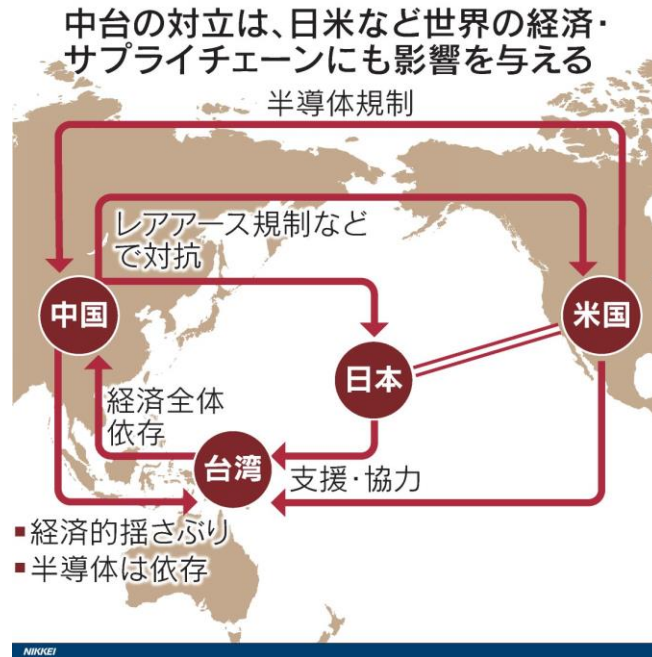 中台の対立は、日米など世界の経済・
サプライチェーンにも影響を与える
半導体規制
レアアース規制など
で対抗
中国
米国
日本
経済全体
依存
台湾
支援・協力
▪経済的揺さぶり
▪半導体は依存
NIKKEI